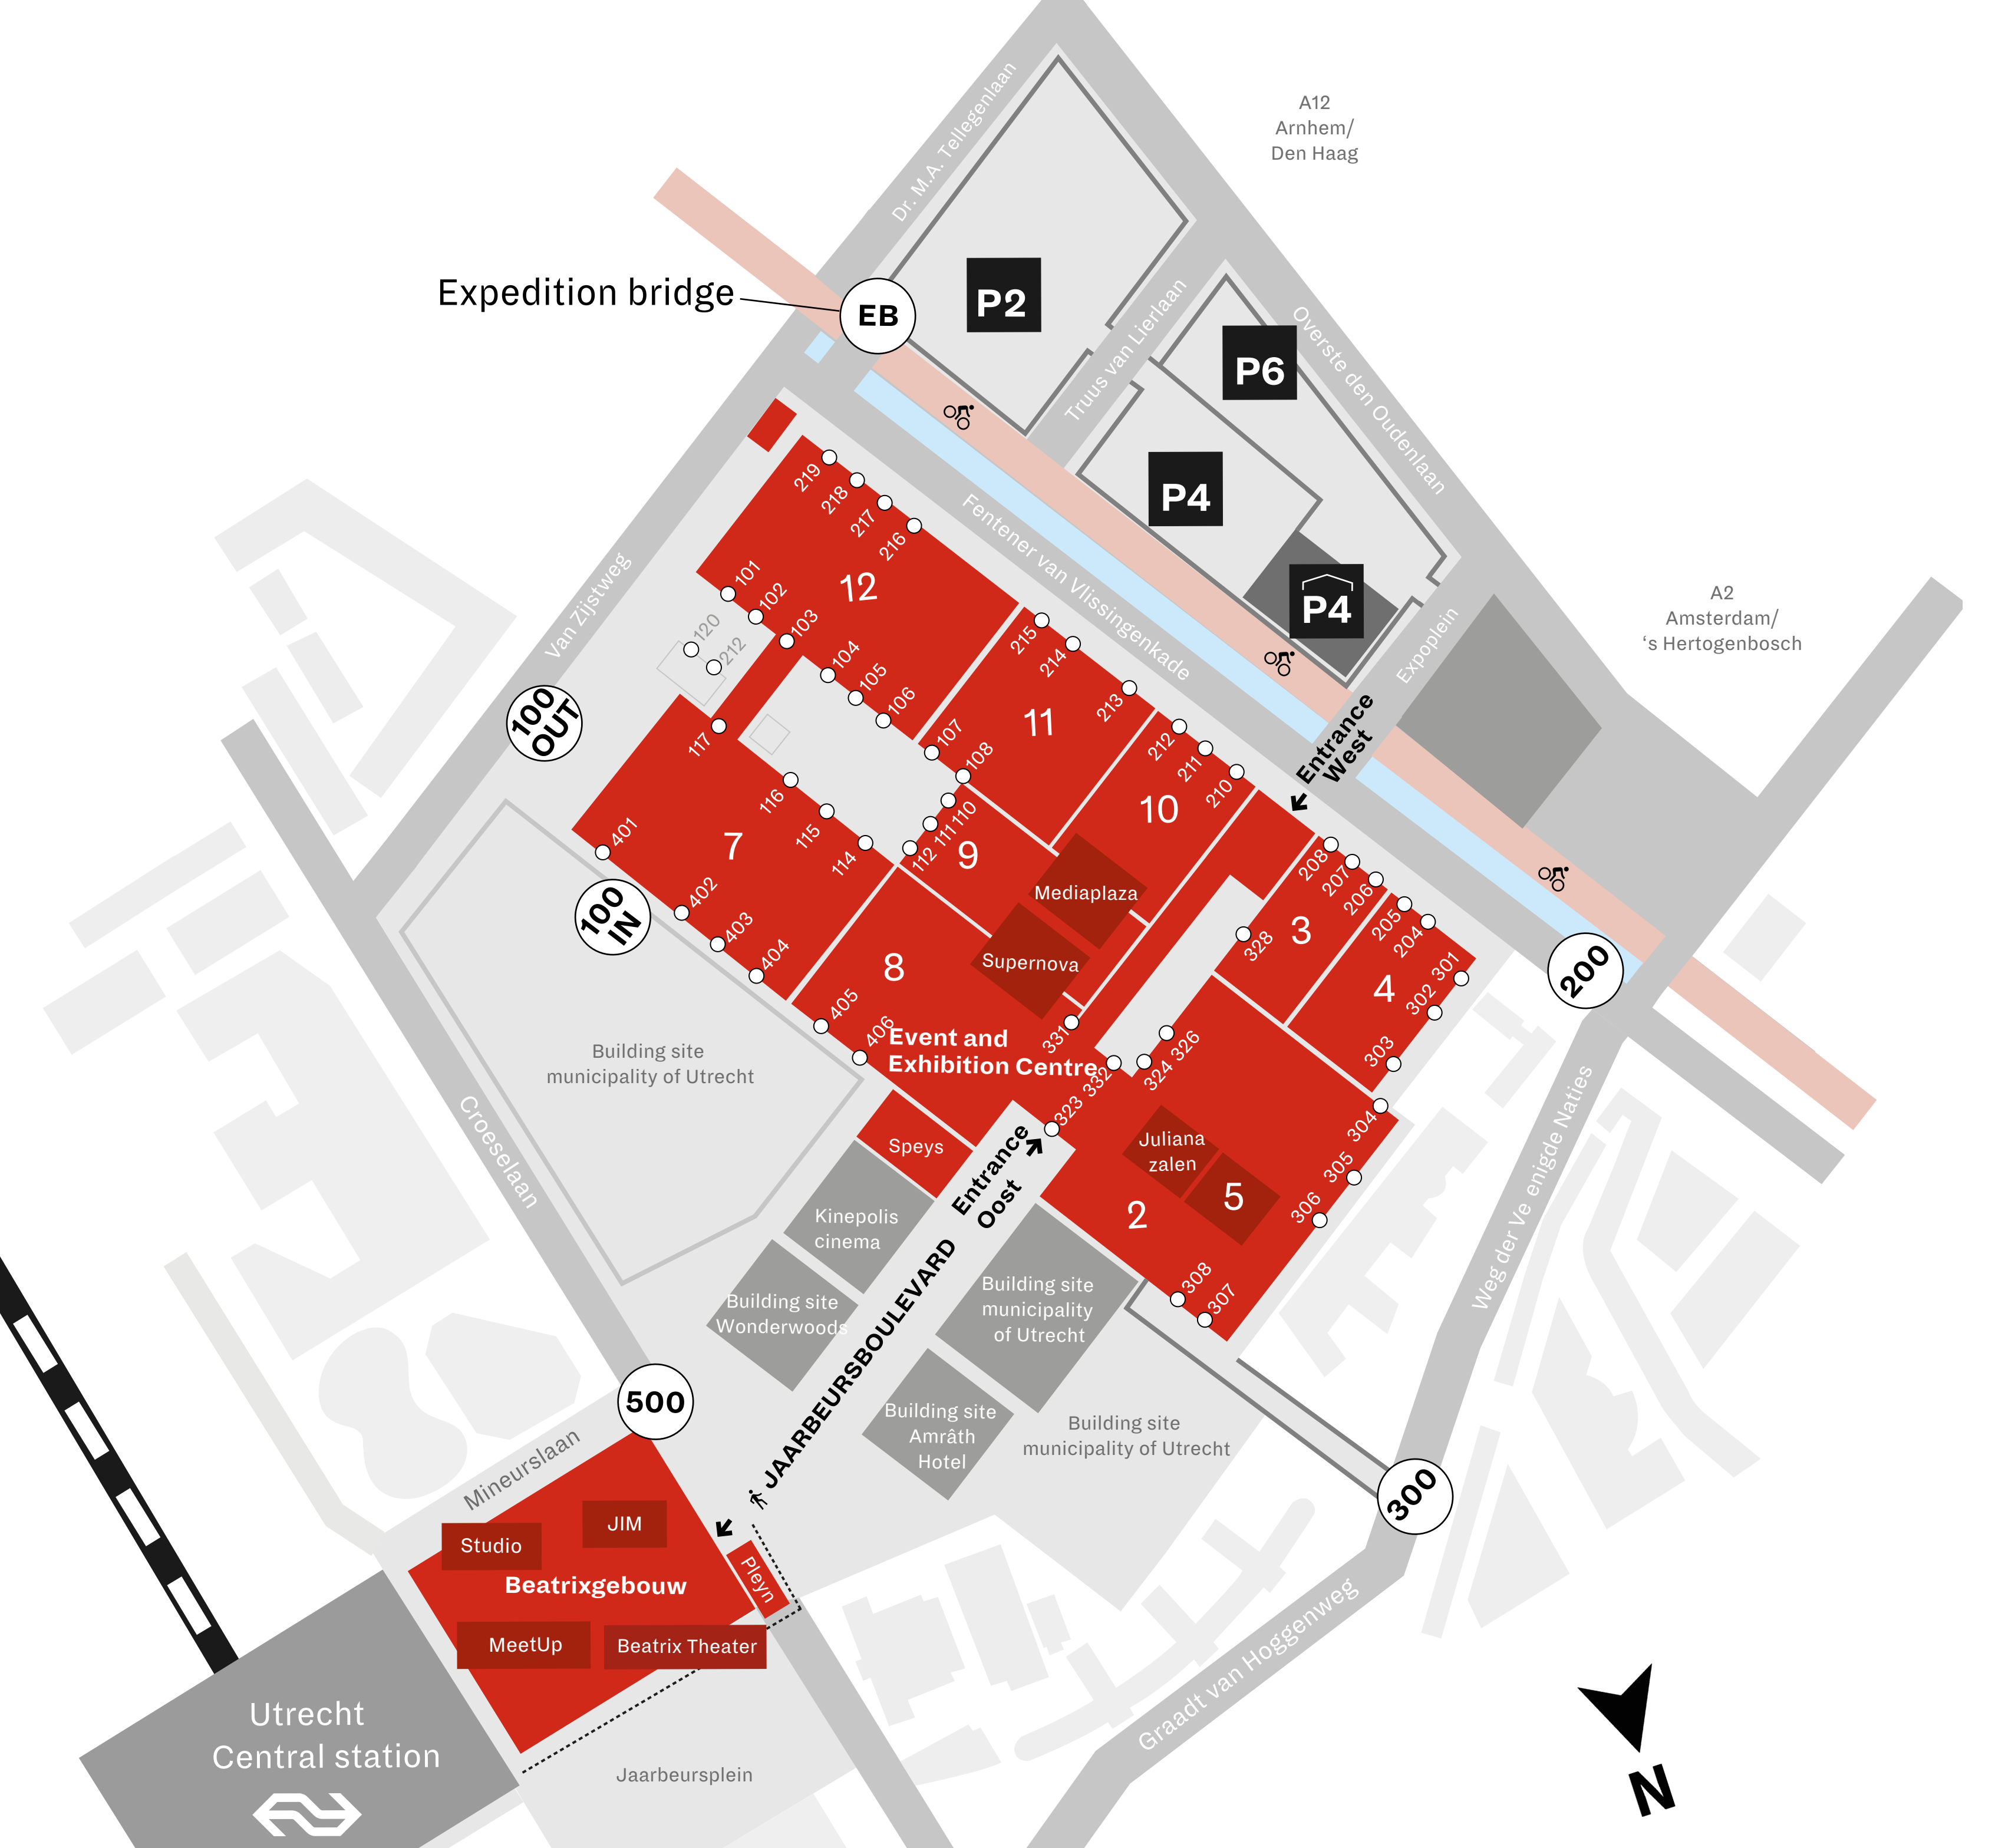 A12
Arnhem/
Den Haag
Dr. M.A. Tellegenlaan
Expedition bridge
EB
P2
P6
P4
P4
Truus van Lierlaan
Overste den Oudenlaan
Fentener van Vlissingenkade
Expoplein
A2
Amsterdam/
‘s Hertogenbosch
Van Zijstweg
219
218
217
216
12
101
102
103
120
212
104
105
106
107
108
215
214
213
11
212
211
210
10
Entrance
West
208
207
206
205
204
3
4
301
302
303
328
200
100
OUT
100
IN
117
116
115
114
7
401
402
403
404
110
111
112
9
Mediaplaza
Supernova
8
405
406
331
332
Event and
Exhibition Centre
323
324
326
304
305
306
Juliana
zalen
5
2
308
307
Building site
municipality of Utrecht
Croeselaan
Speys
Entrance
Oost
Kinepolis
cinema
Building site
Wonderwoods
JAARBEURSBOULEVARD
Building site
municipality
of Utrecht
Building site
Amrâth
Hotel
Building site
municipality of Utrecht
Weg der Ve enigde Naties
300
500
Mineurslaan
Studio
JIM
Beatrixgebouw
MeetUp
Beatrix Theater
Pleyn
Utrecht
Central station
Jaarbeursplein
Graadt van Hoggenweg
N